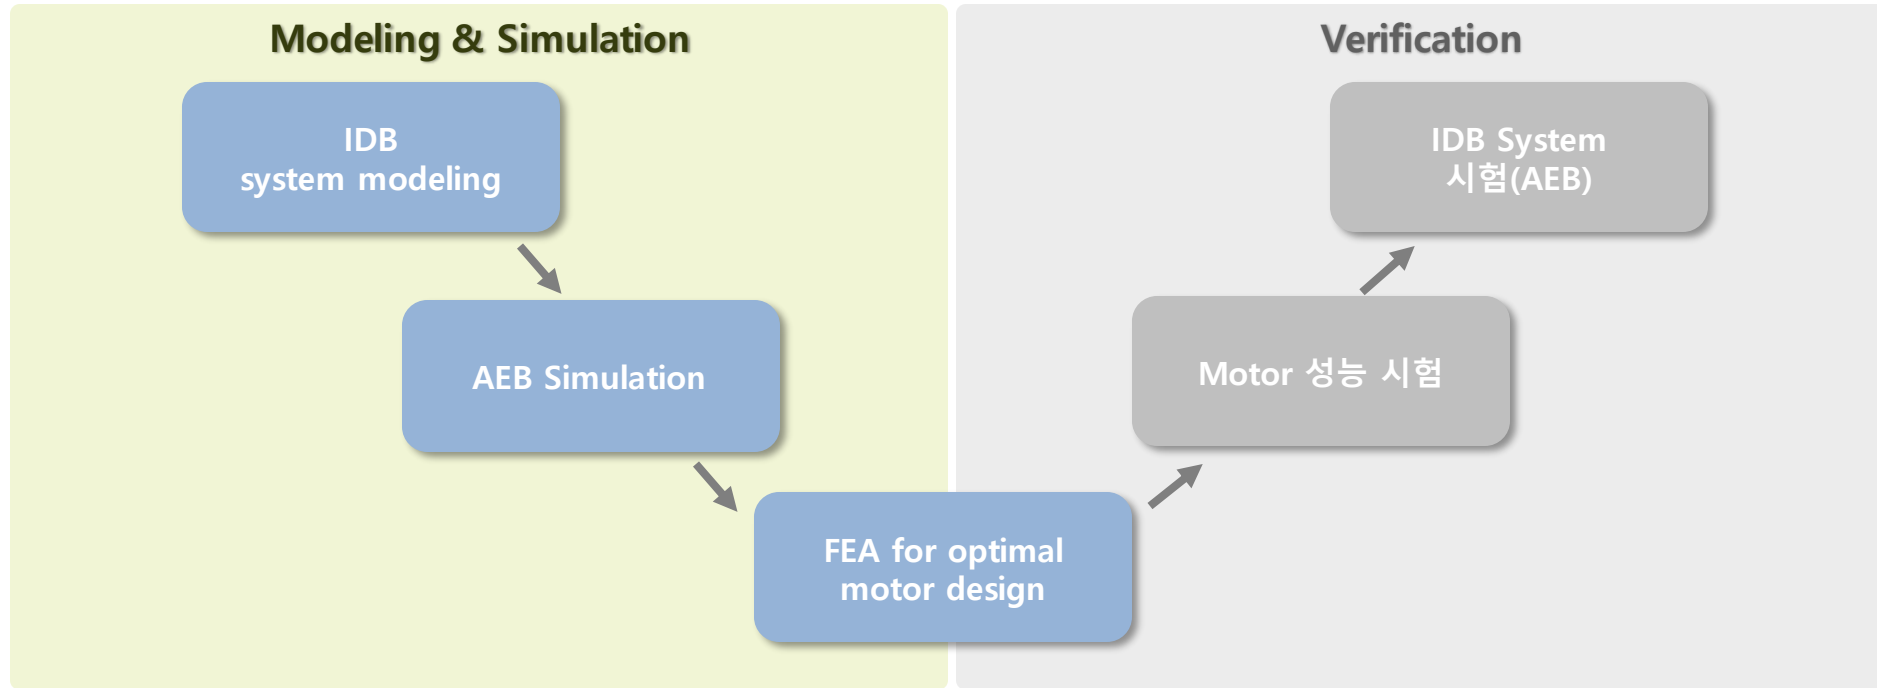 Modeling & Simulation
Verification
IDB
system modeling
IDB System
시험(AEB)
AEB Simulation
Motor 성능 시험
FEA for optimal
motor design